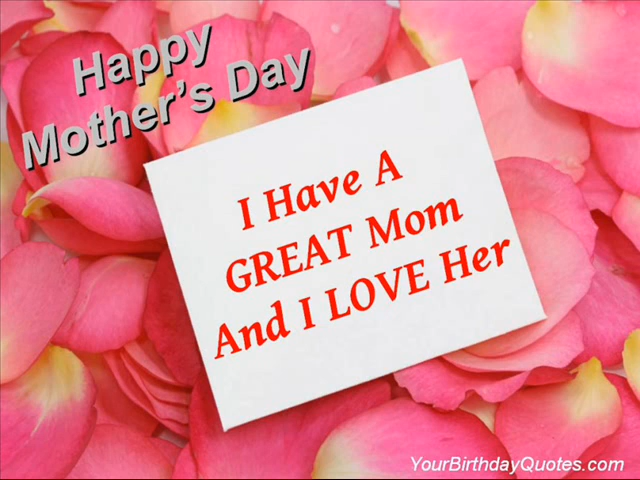 Happy
Mother's Day
I Have A
GREAT Mom
And I LOVE Her
YourBirthdayQuotes.com